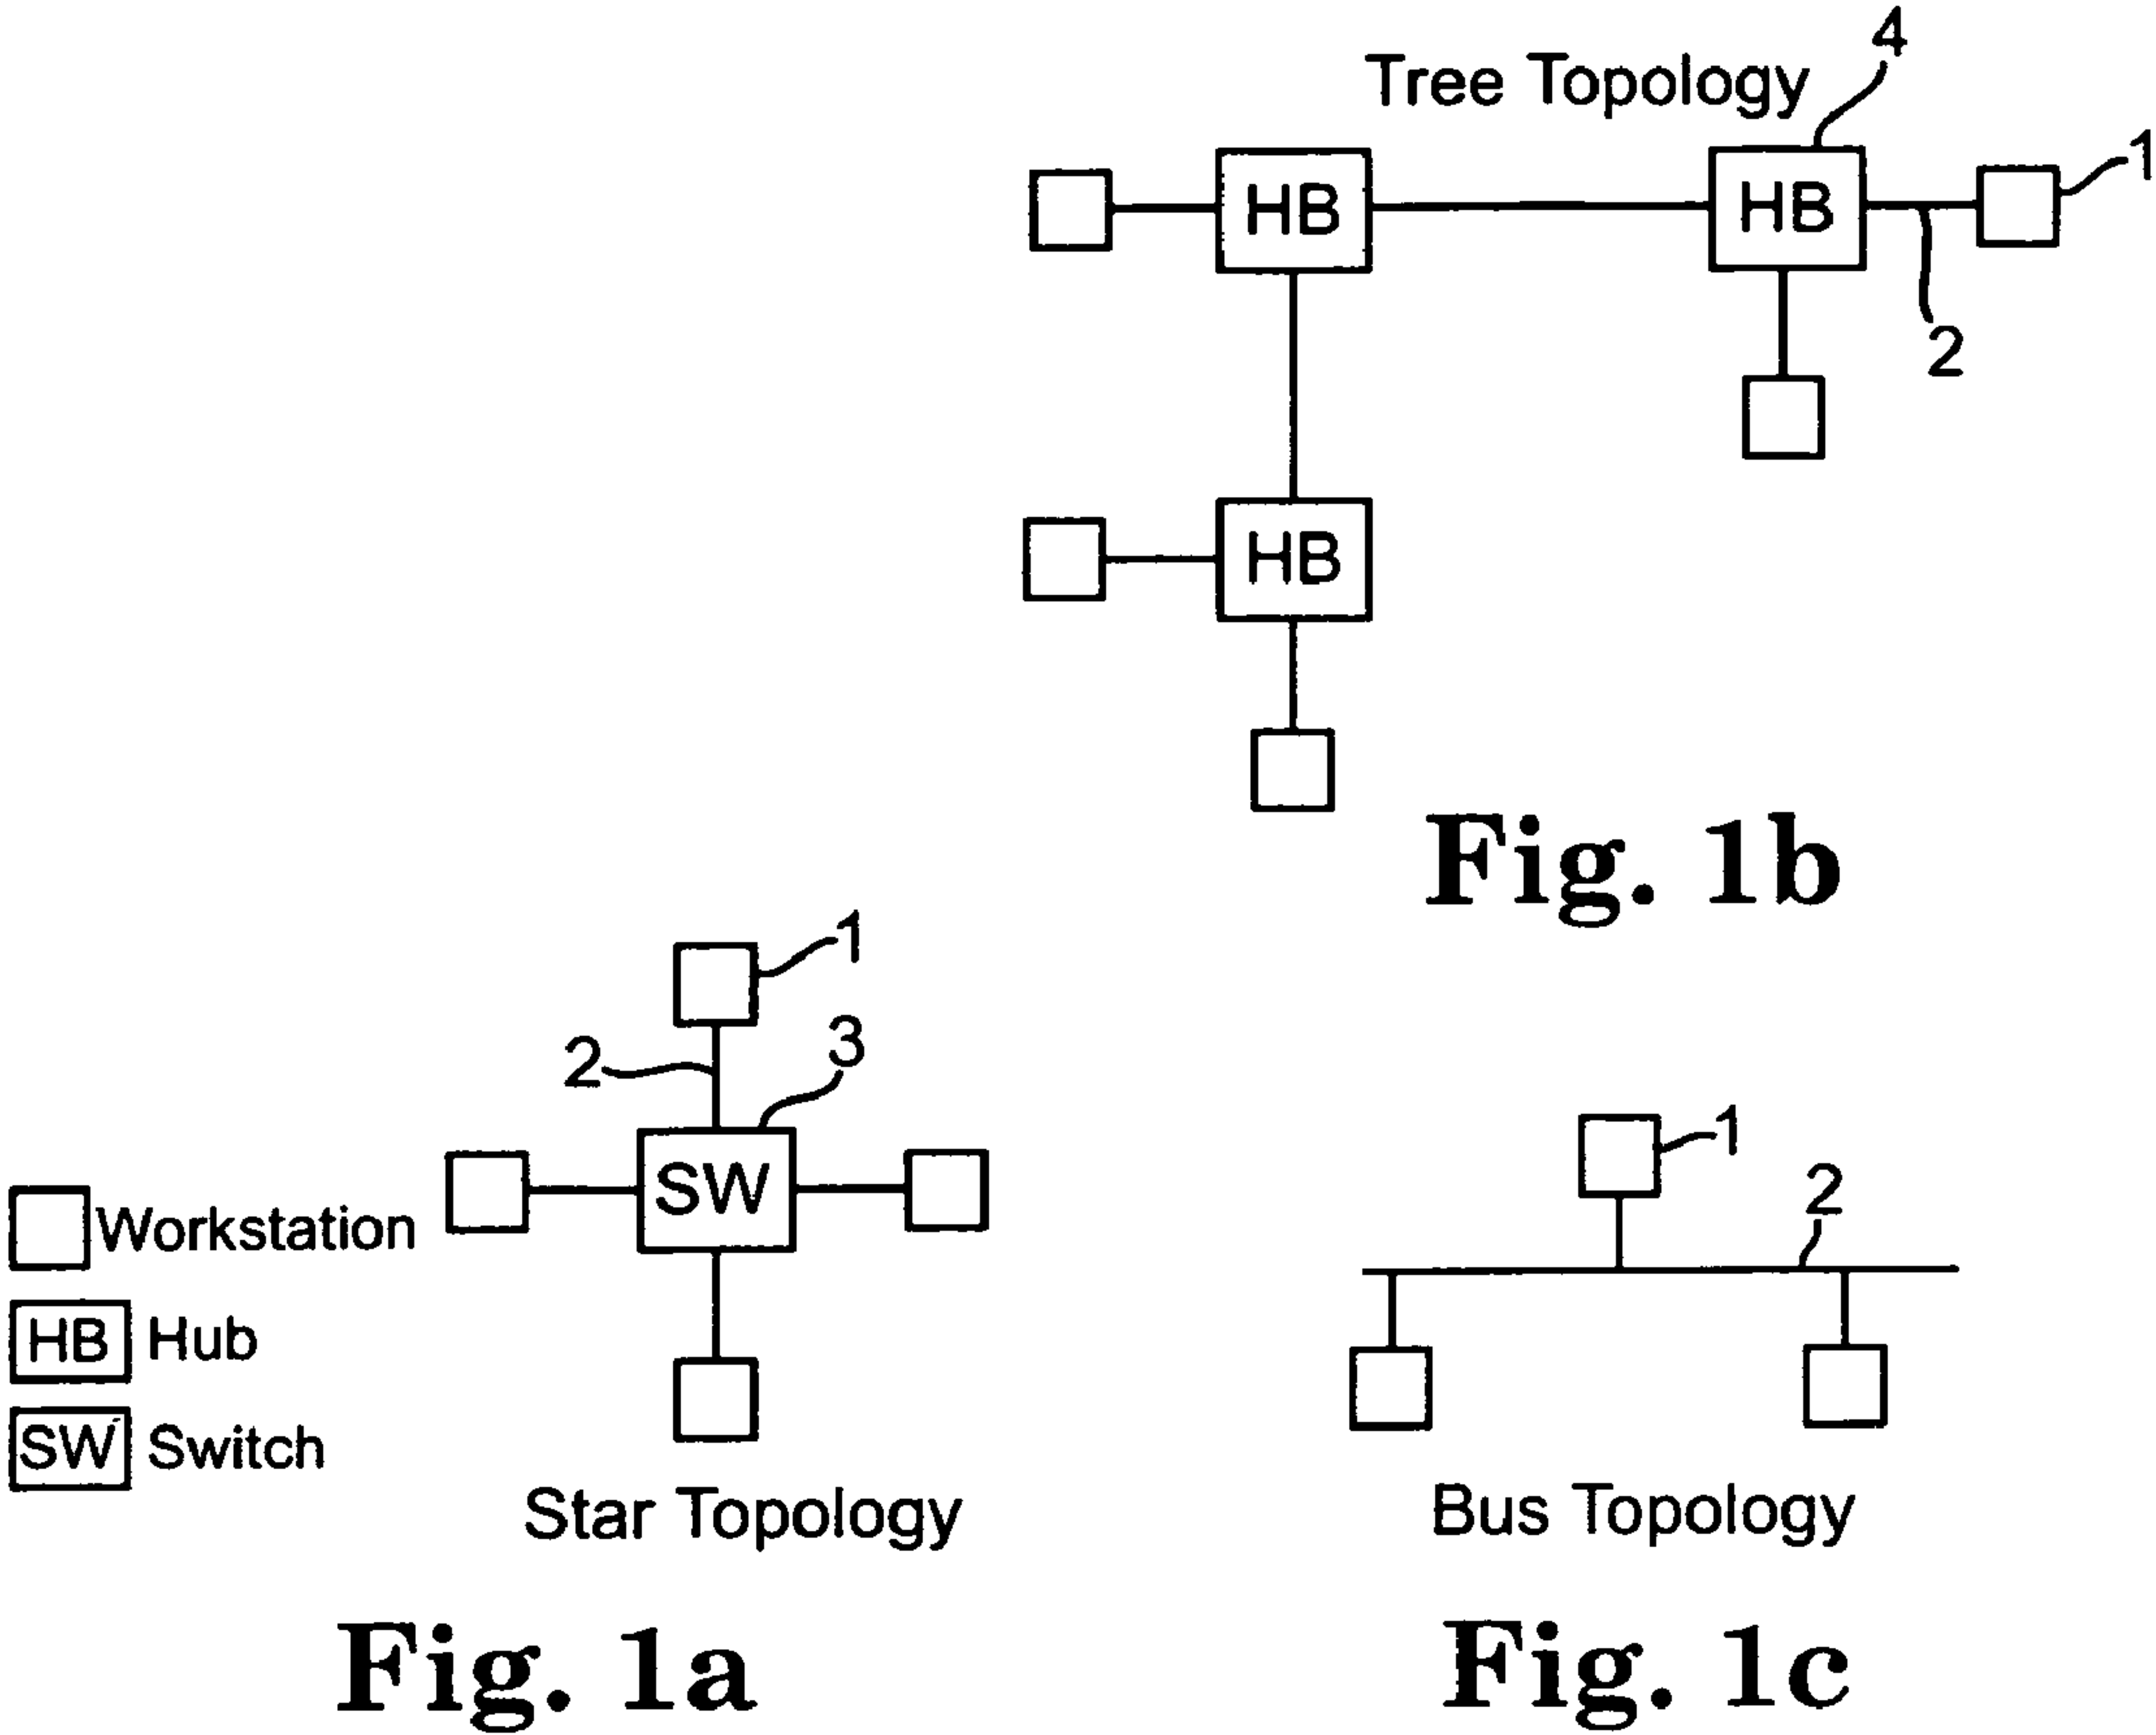 4
Tree Topology
1
HB
HB
2
HB
Fig. 1b
1
2
3
SW
Workstation
HB Hub
SW Switch
Star Topology
Fig. 1a
1
2
Bus Topology
Fig. 1c